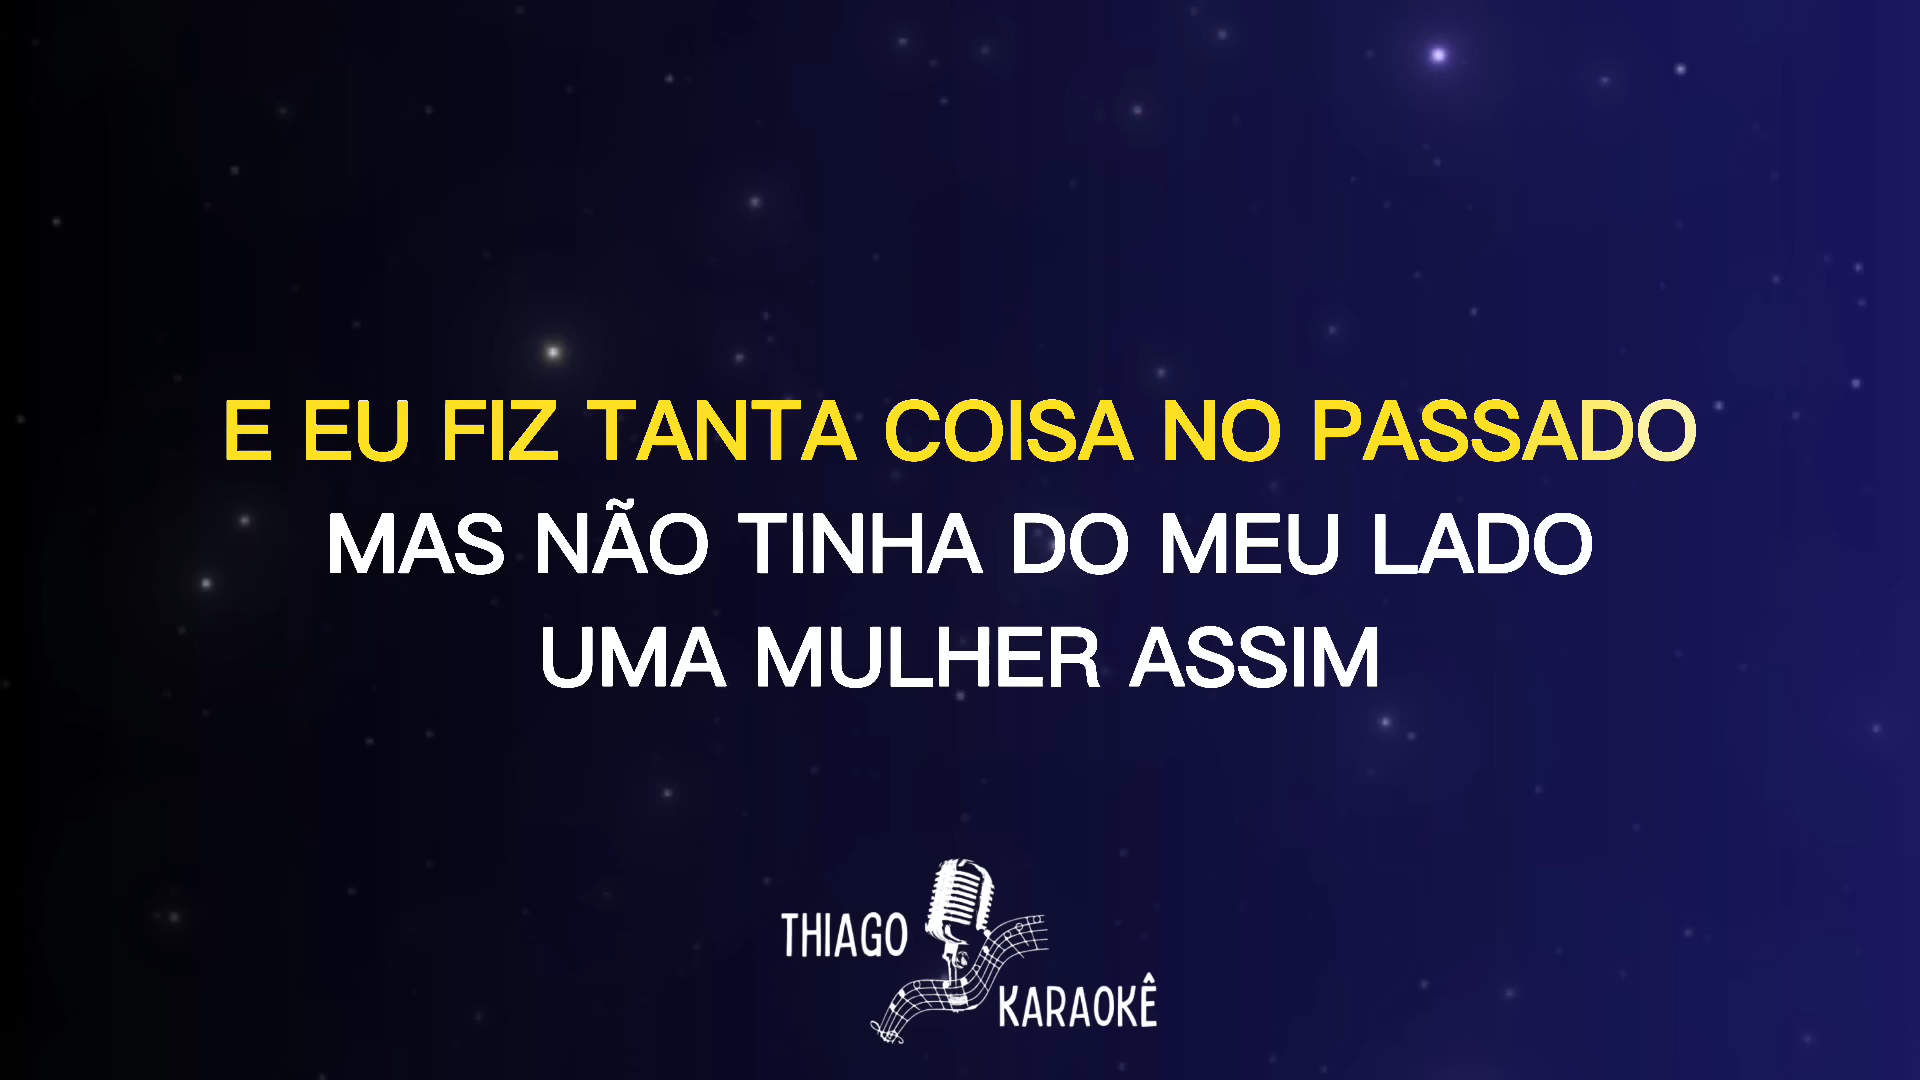 E EU FIZ TANTA COISA NO PASSADO
MAS NÃO TINHA DO MEU LADO
UMA MULHER ASSIM
THIAGO
KARAOKÊ